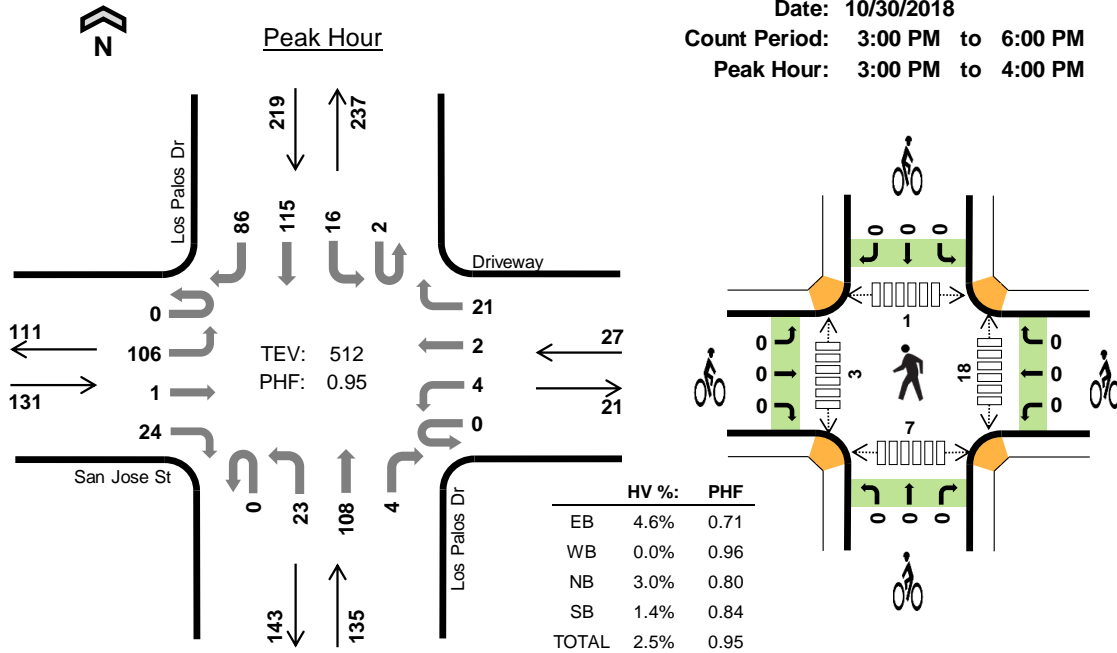 N
Peak Hour
Date: 10/30/2018
Count Period: 3:00 PM to 6:00 PM
Peak Hour: 3:00 PM to 4:00 PM
219
237
Los Palos Dr
86
115
16
2
Driveway
0
106
1
24
111
131
TEV: 512
PHF: 0.95
21
2
4
0
27
21
San Jose St
0
23
108
4
Los Palos Dr
143
135
HV %: PHF
EB 4.6% 0.71
WB 0.0% 0.96
NB 3.0% 0.80
SB 1.4% 0.84
TOTAL 2.5% 0.95
0 0 0
1
0
0
0
3
18
0
0
0
7
0 0 0